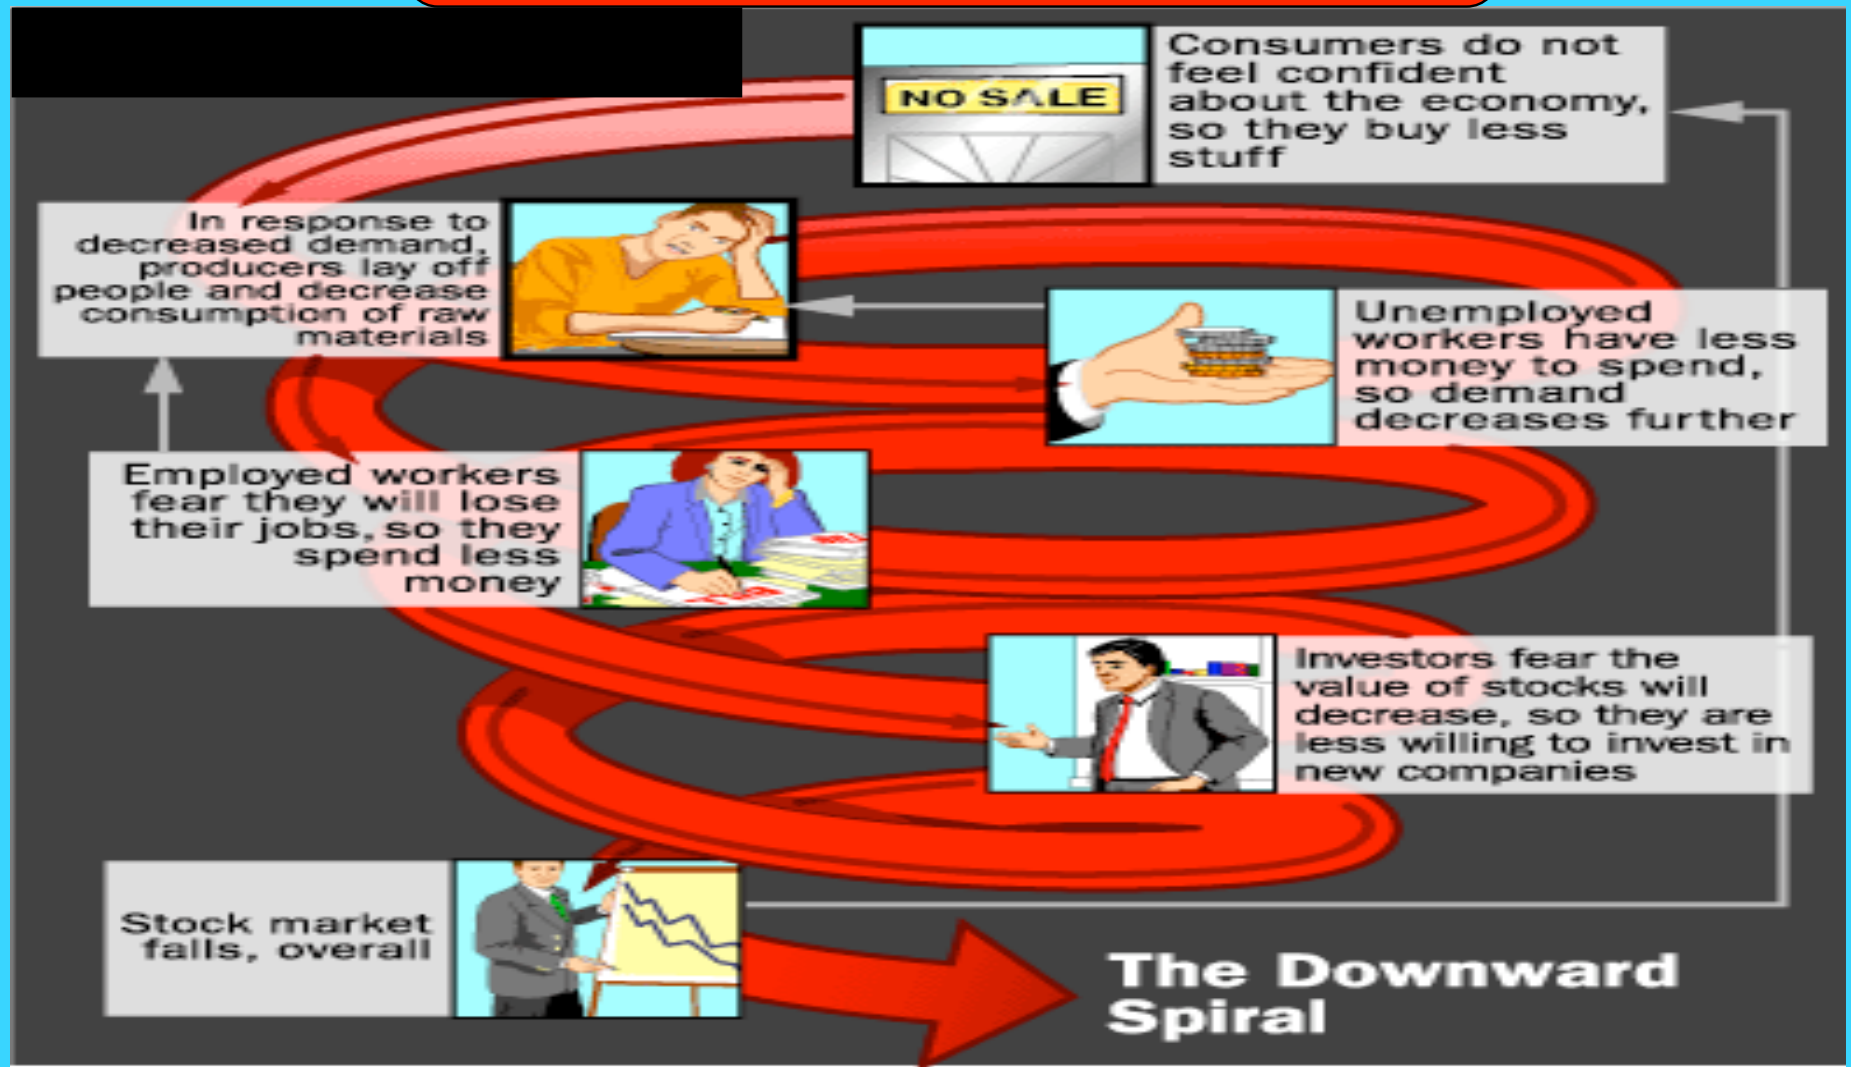 NO SALE
Consumers do not
feel confident
about the economy,
so they buy less
stuff
In response to
decreased demand,
producers lay off
people and decrease
consumption of raw
materials
Unemployed
workers have less
money to spend,
so demand
decreases further
Employed workers
fear they will lose
their jobs, so they
spend less
money
Investors fear the
value of stocks will
decrease, so they are
less willing to invest in
new companies
Stock market
falls, overall
The Downward
Spiral